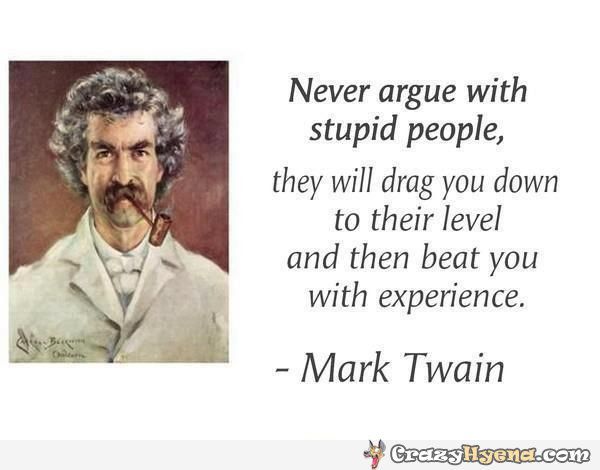 Never argue with
stupid people,
they will drag you down
to their level
and then beat you
with experience.
- Mark Twain
CrazyHyena.com